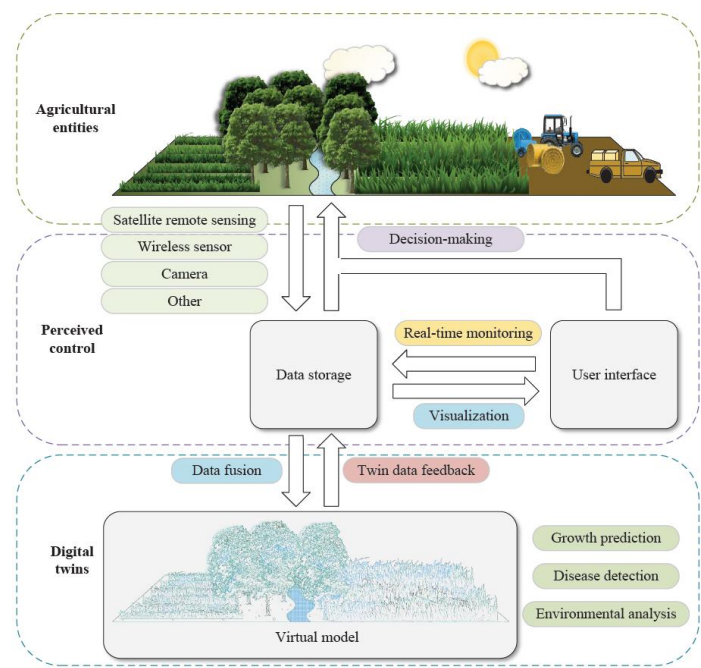 Agricultural
entities
Satellite remote sensing
Wireless sensor
Camera
Other
Decision-making
Perceived
control
Data storage
Real-time monitoring
Visualization
User interface
Data fusion
Twin data feedback
Digital
twins
Virtual model
Growth prediction
Disease detection
Environmental analysis